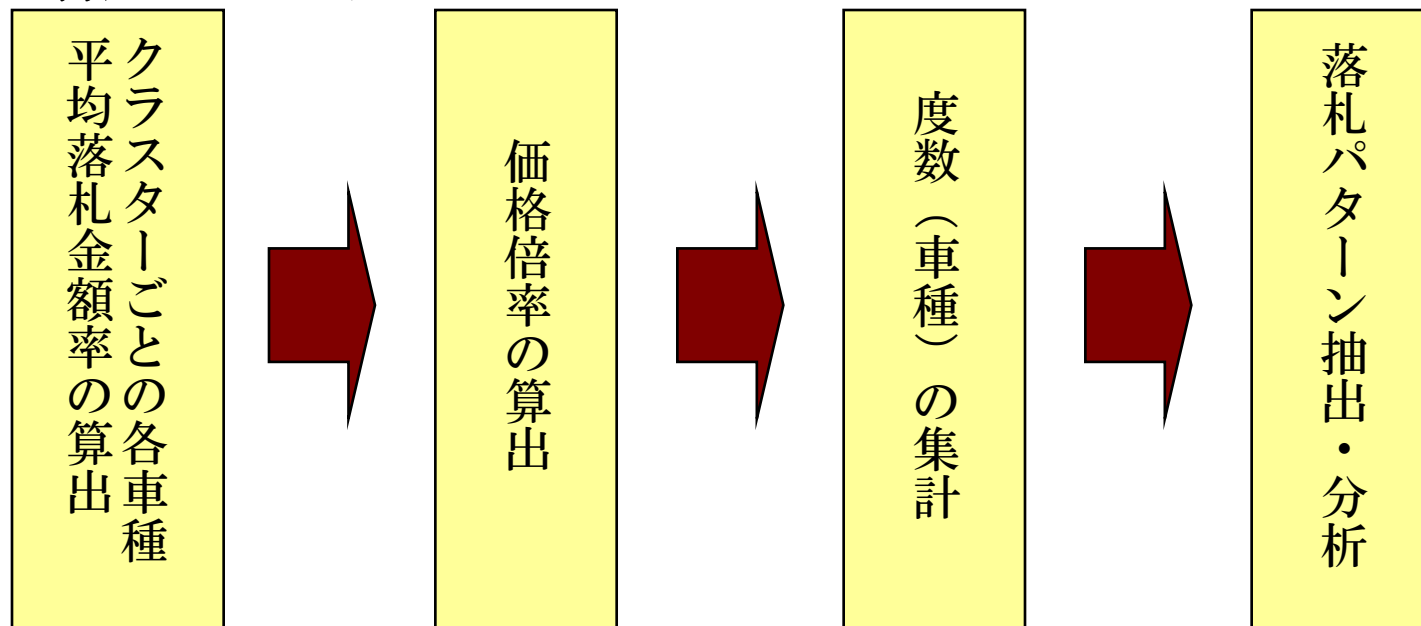 クラスターごとの各車種
平均落札金額率の算出
価格倍率の算出
度数（車種）の集計
落札パターン抽出・分析